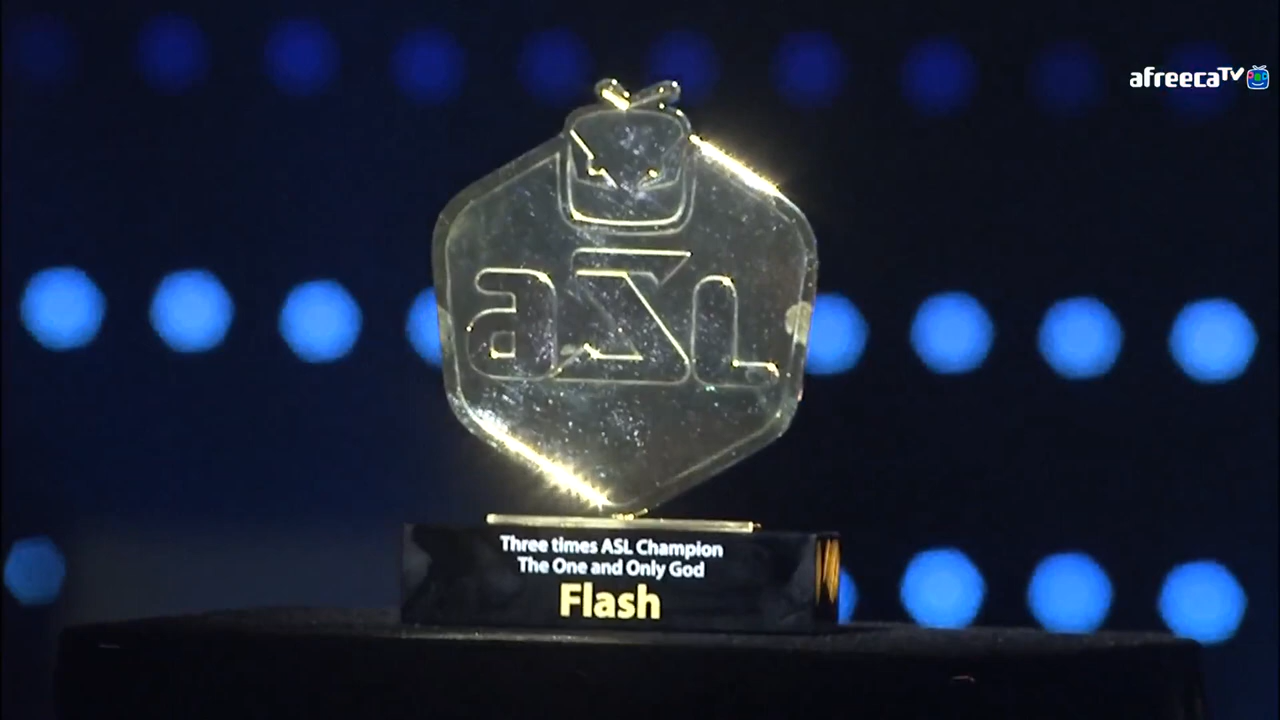 afreecaTV
aSL
Three times ASL Champion
The One and Only God
Flash